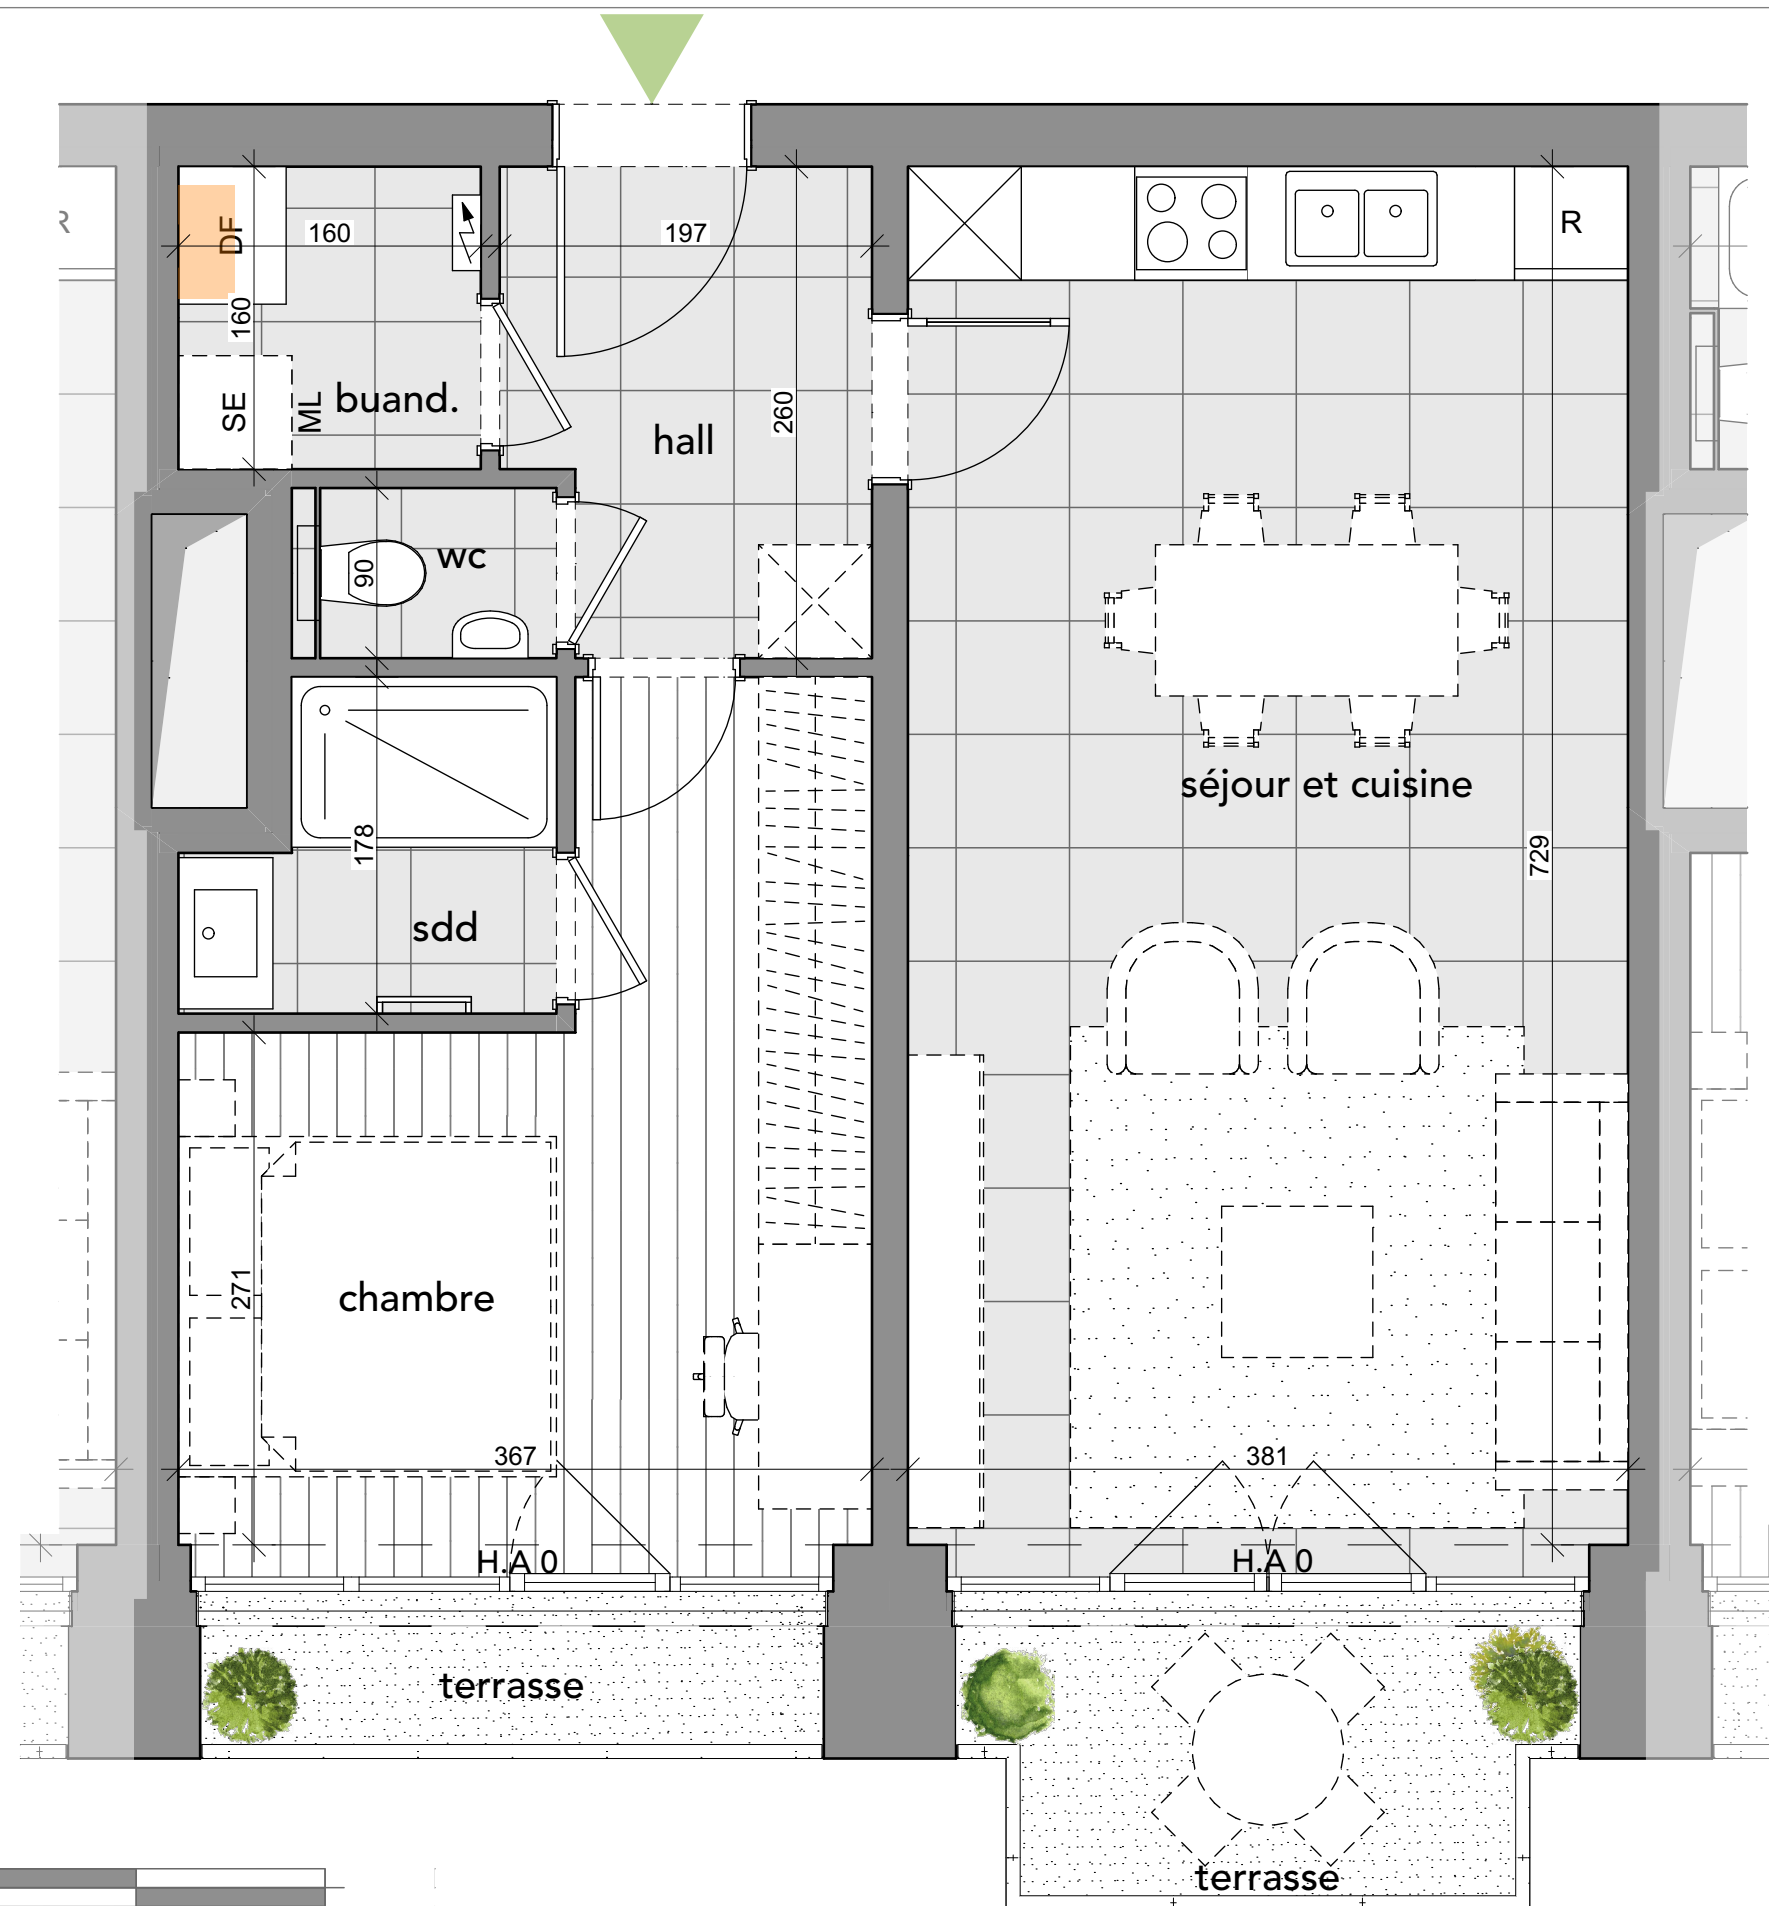 R
DF
160
197
R
160
SE
ML
buand.
260
hall
90
wc
séjour et cuisine
178
729
sdd
271
chambre
367
381
H.A 0
H.A 0
terrasse
terrasse